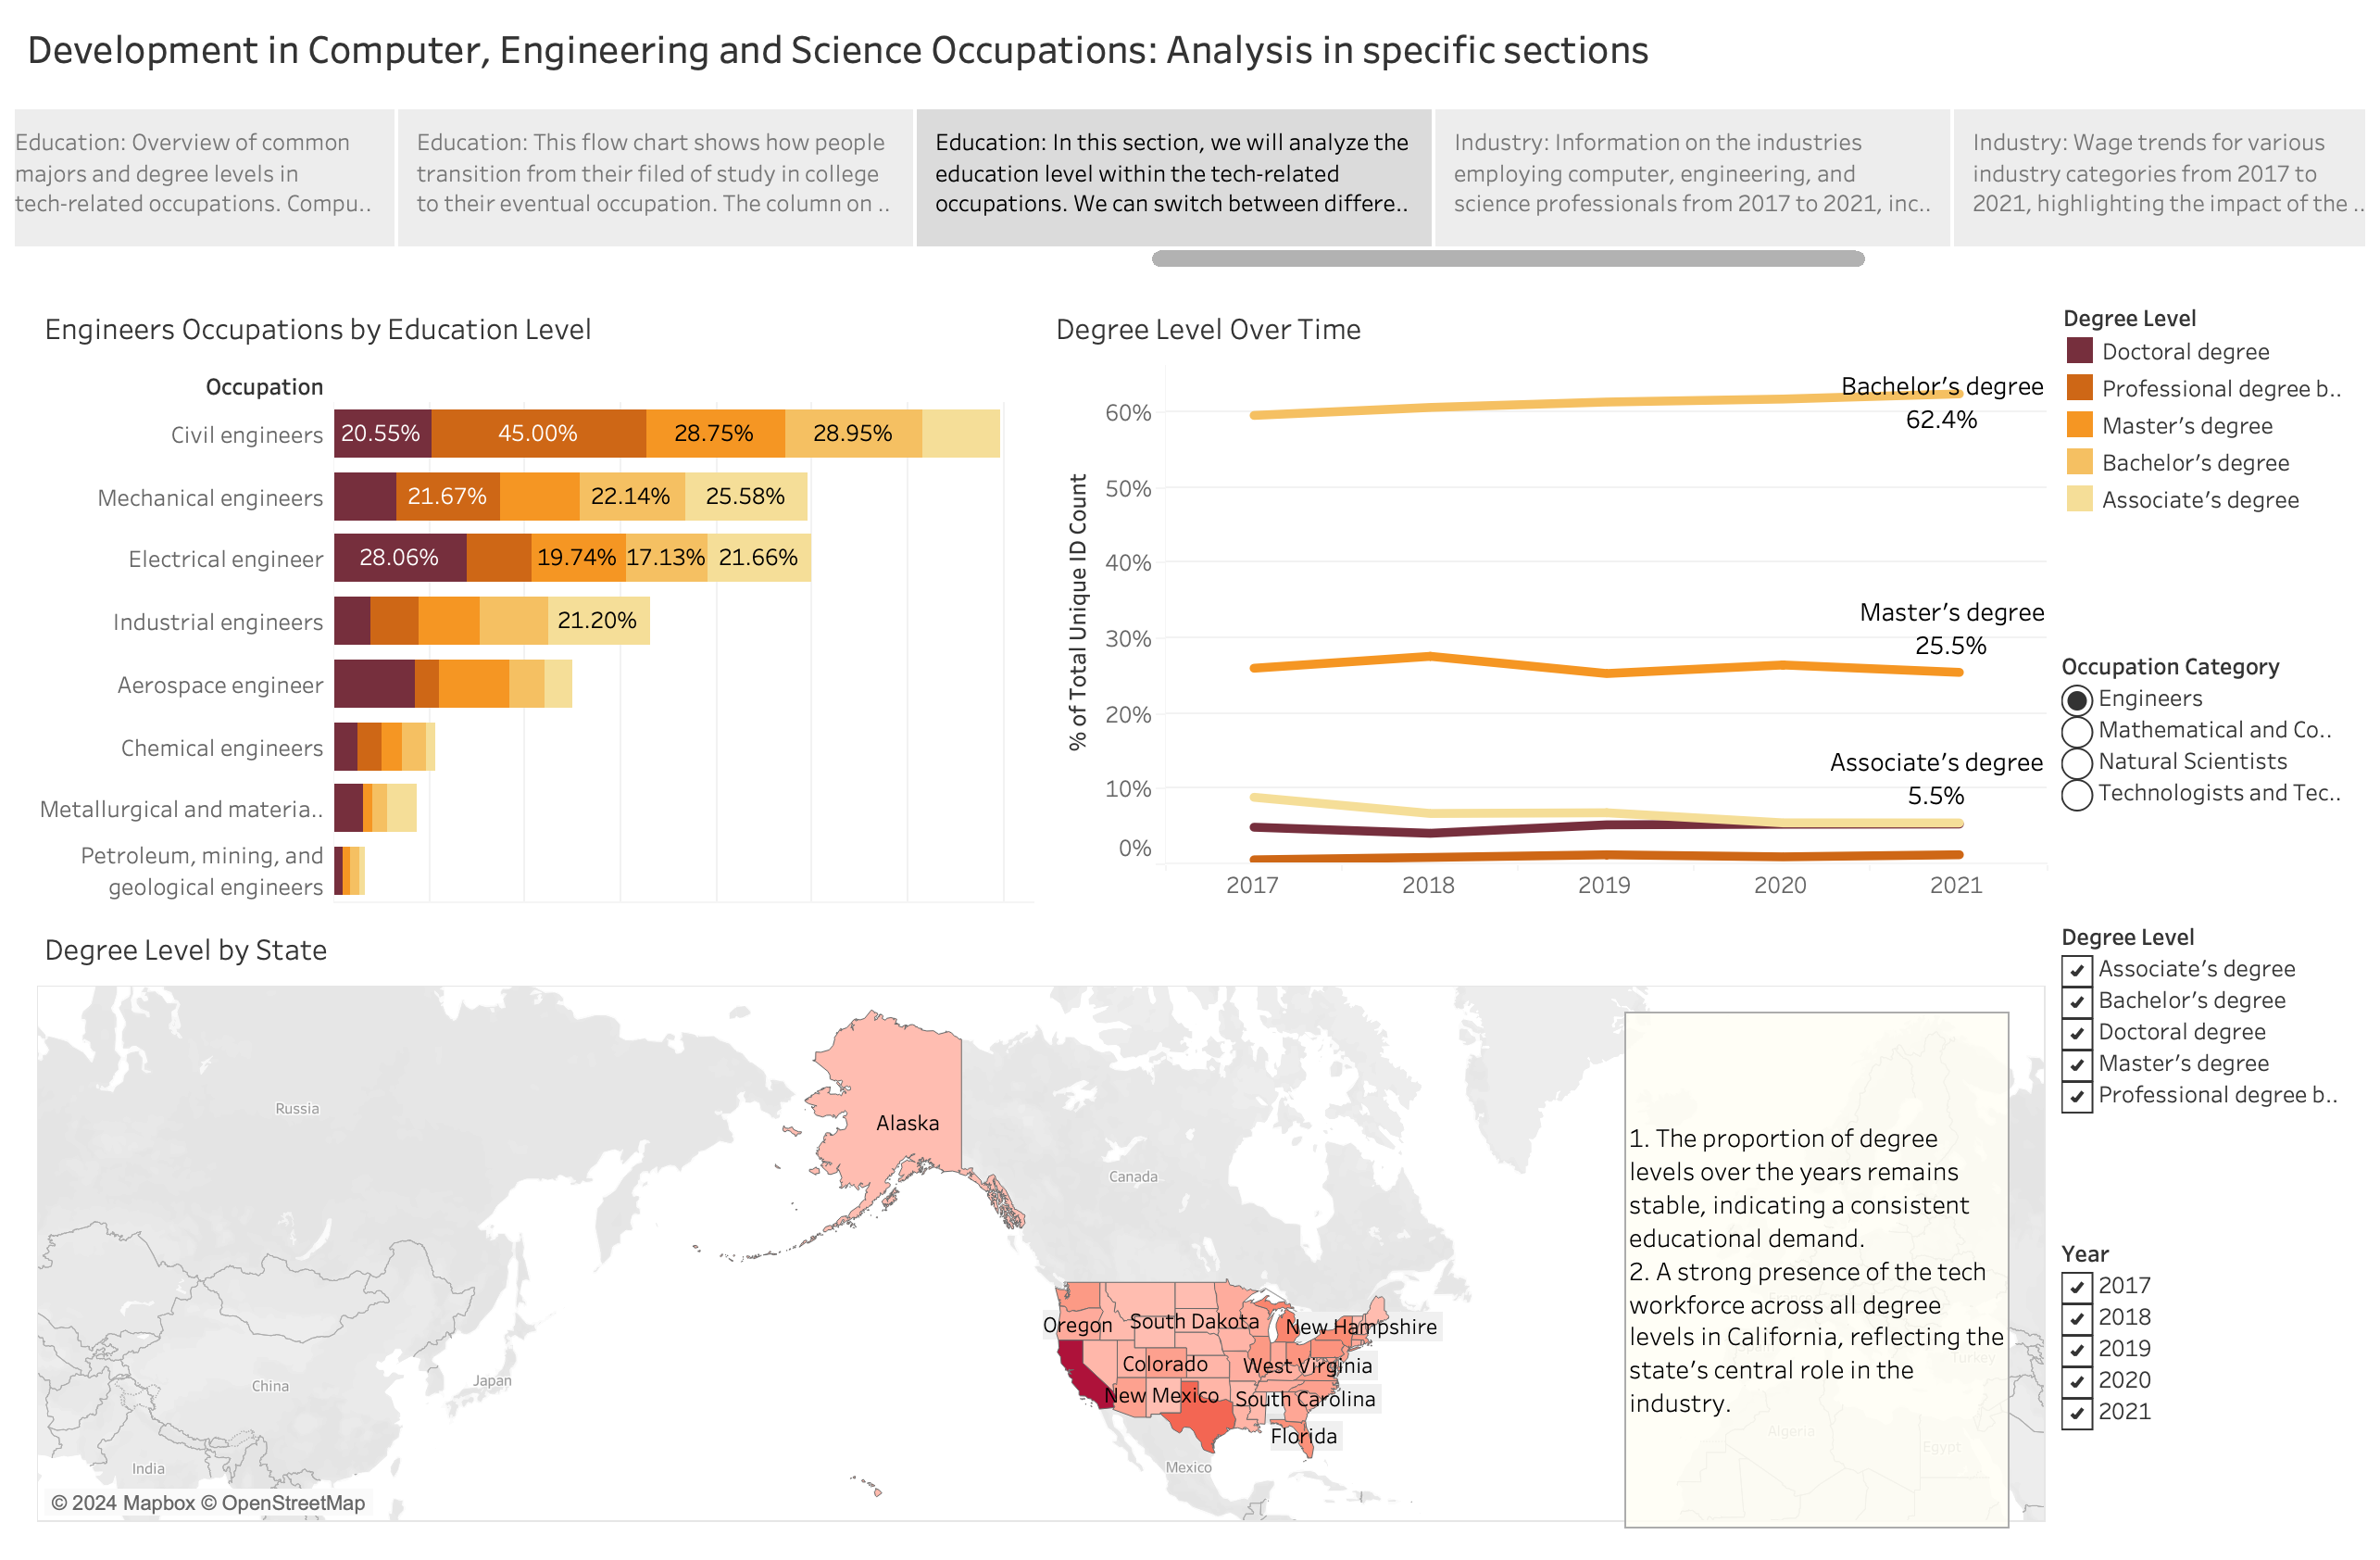 Development in Computer, Engineering and Science Occupations: Analysis in specific sections
Education: Overview of common
majors and degree levels in
tech-related occupations. Compu..
Education: This flow chart shows how people
transition from their filed of study in college
to their eventual occupation. The column on ..
Education: In this section, we will analyze the
education level within the tech-related
occupations. We can switch between differe..
Industry: Information on the industries
employing computer, engineering, and
science professionals from 2017 to 2021, inc..
Industry: Wage trends for various
industry categories from 2017 to
2021, highlighting the impact of the ..
Engineers Occupations by Education Level
Occupation
Civil engineers
20.55%
45.00%
28.75%
28.95%
Mechanical engineers
21.67%
22.14%
25.58%
Electrical engineer
28.06%
19.74%
17.13%
21.66%
Industrial engineers
21.20%
Aerospace engineer
Chemical engineers
Metallurgical and materia..
Petroleum, mining, and
geological engineers
Degree Level Over Time
% of Total Unique ID Count
60%
50%
40%
30%
20%
10%
0%
Bachelor's degree
62.4%
Master's degree
25.5%
Associate's degree
5.5%
2017
2018
2019
2020
2021
Degree Level
Doctoral degree
Professional degree b..
Master's degree
Bachelor's degree
Associate's degree
Occupation Category
Engineers
Mathematical and Co..
Natural Scientists
Technologists and Tec..
Degree Level by State
Russia
China
Japan
India
Alaska
Canada
Oregon
South Dakota
New Hampshire
Colorado
West Virginia
New Mexico
South Carolina
Florida
Mexico
© 2024 Mapbox © OpenStreetMap
1. The proportion of degree
levels over the years remains
stable, indicating a consistent
educational demand.
2. A strong presence of the tech
workforce across all degree
levels in California, reflecting the
state's central role in the
industry.
Turkey
Algeria
Egypt
Degree Level
Associate's degree
Bachelor's degree
Doctoral degree
Master's degree
Professional degree b..
Year
2017
2018
2019
2020
2021